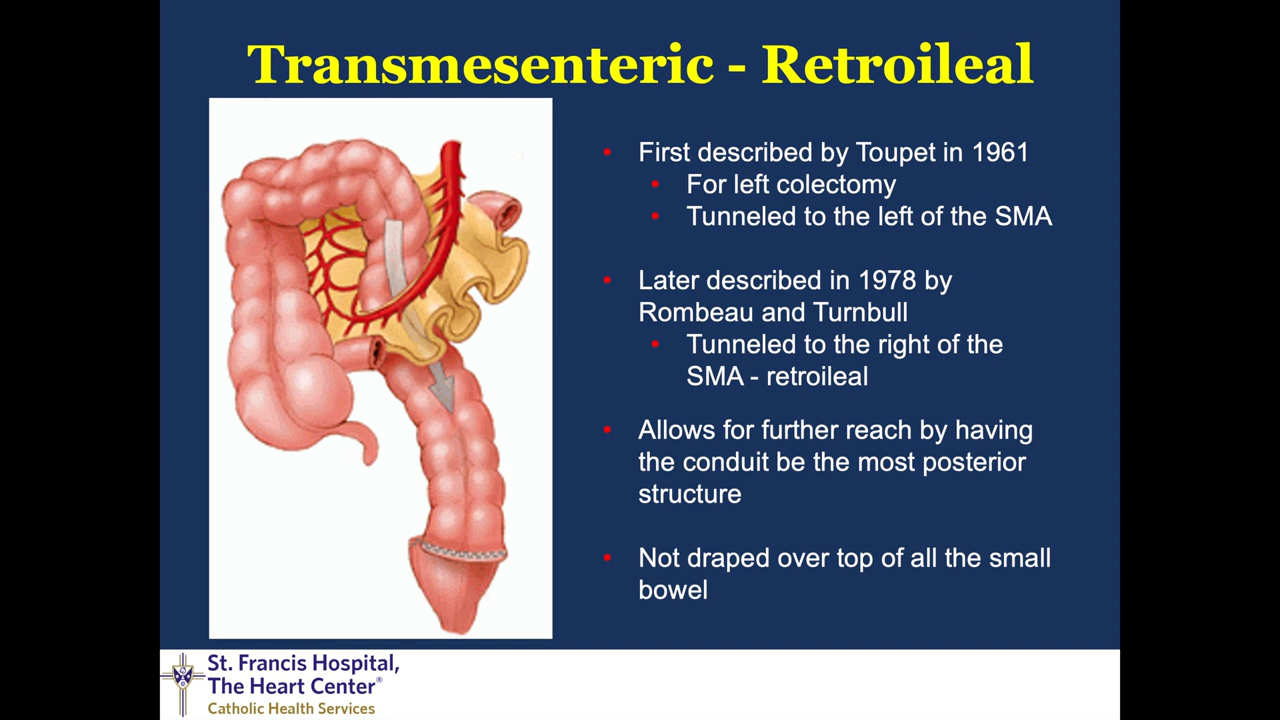 Transmesenteric - Retroileal
• First described by Toupet in 1961
• For left colectomy
• Tunneled to the left of the SMA
• Later described in 1978 by
Rombeau and Turnbull
• Tunneled to the right of the
SMA - retroileal
• Allows for further reach by having
the conduit be the most posterior
structure
• Not draped over top of all the small
bowel
St. Francis Hospital,
The Heart Center®
Catholic Health Services